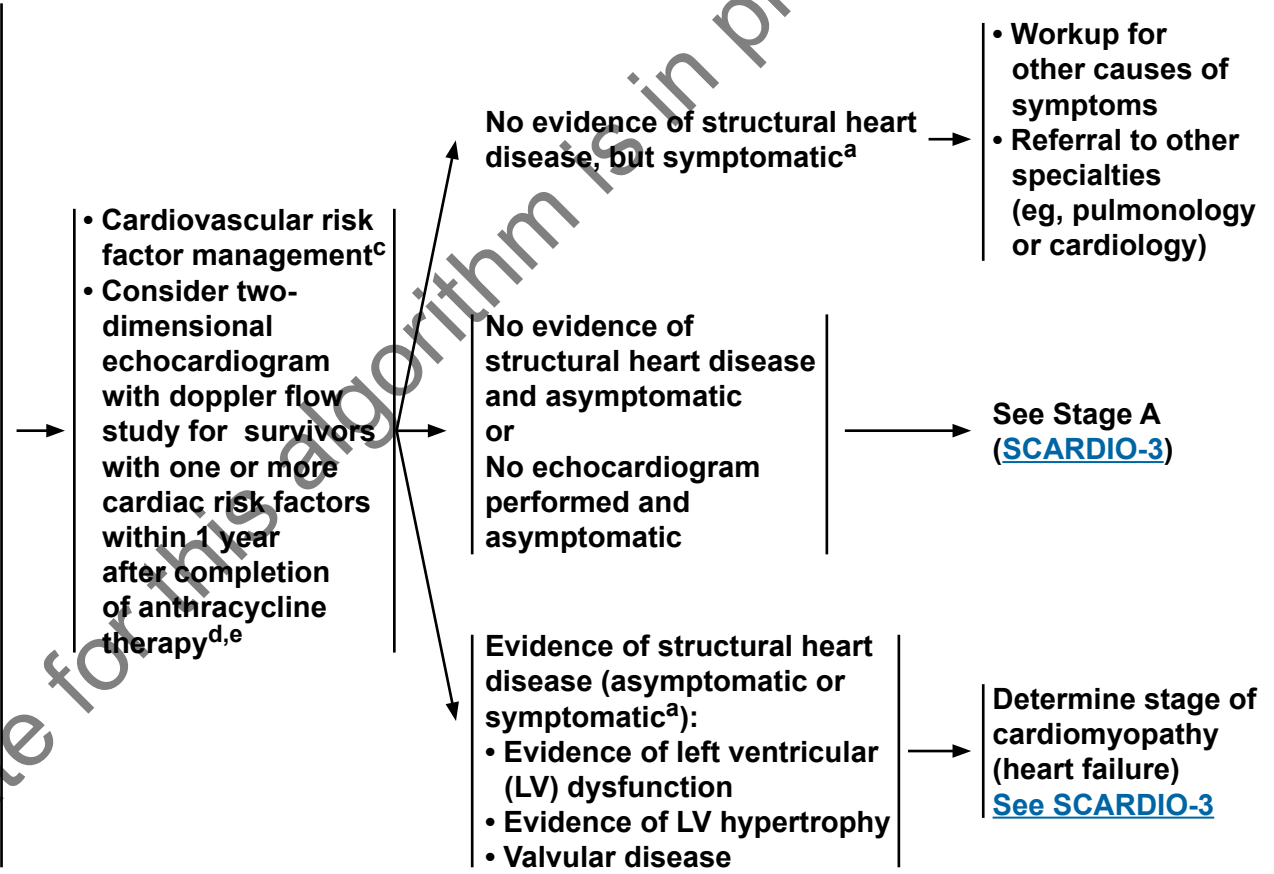 • Cardiovascular risk
factor managementc
• Consider two-
dimensional
echocardiogram
with doppler flow
study for survivors
with one or more
cardiac risk factors
within 1 year
after completion
of anthracycline
therapyd,e
No evidence of structural heart
disease, but symptomatica
• Workup for
other causes of
symptoms
• Referral to other
specialties
(eg, pulmonology
or cardiology)
No evidence of
structural heart disease
and asymptomatic
or
No echocardiogram
performed and
asymptomatic
See Stage A
(SCARDIO-3)
Evidence of structural heart
disease (asymptomatic or
symptomatica):
• Evidence of left ventricular
(LV) dysfunction
• Evidence of LV hypertrophy
• Valvular disease
Determine stage of
cardiomyopathy
(heart failure)
See SCARDIO-3
for this algorithm is in